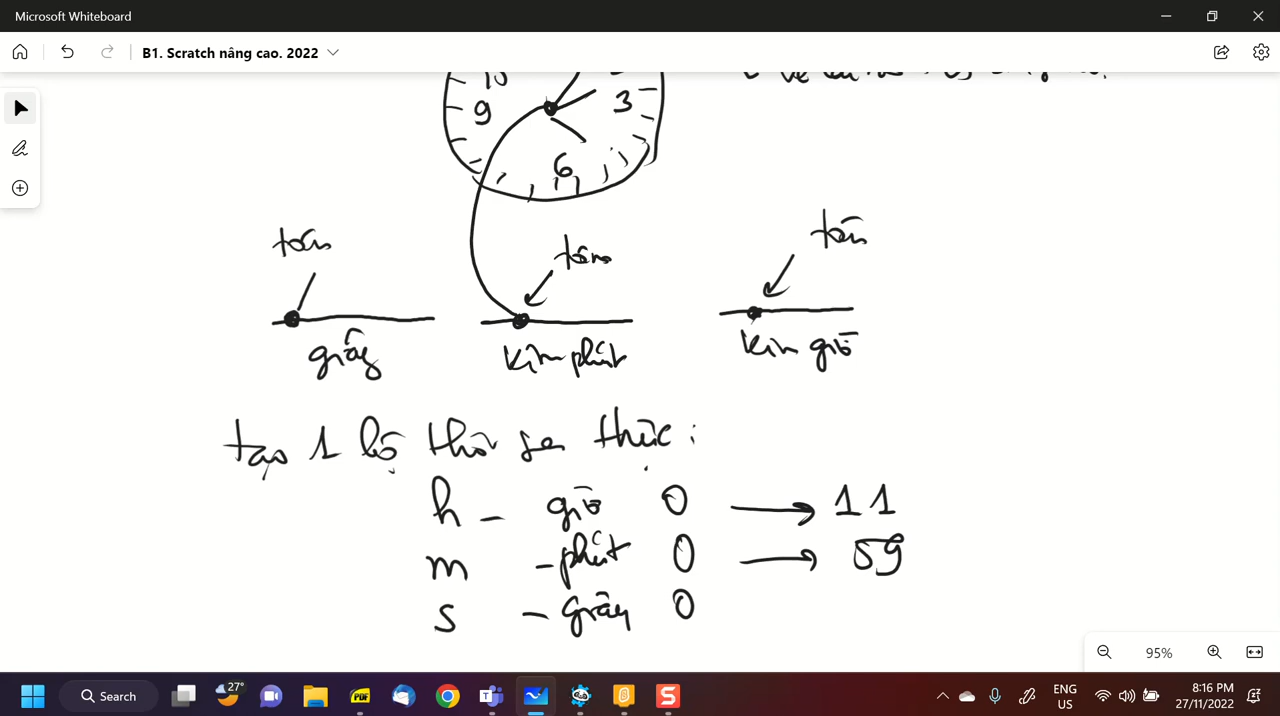 Microsoft Whiteboard
B1. Scratch nâng cao. 2022
10
9
3
6
tâm
tâm
tâm
giây
kim phút
kim giờ
tạo 1 bộ thời gian thực:
h - giờ 0 → 11
m - phút 0 → 59
s - giây 0
95%
27°
Search
PDF
ENG
US
8:16 PM
27/11/2022